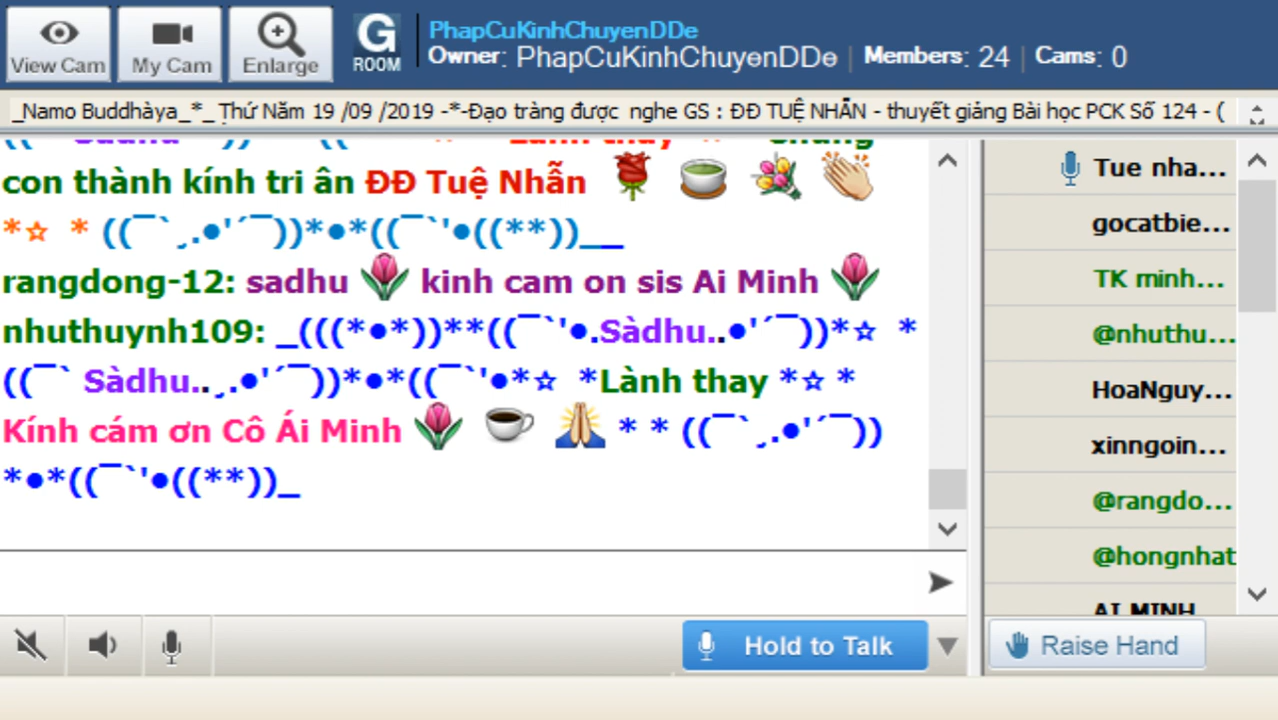 View Cam
My Cam
Enlarge
G
ROOM
PhapCuKinhChuyenDDe
Owner: PhapCuKinhChuyenDDe | Members: 24 | Cams: 0
_Namo Buddhàya_*_ Thứ Năm 19 /09 /2019 -*-Đạo tràng được nghe GS : ĐĐ TUỆ NHẪN - thuyết giảng Bài học PCK Số 124 - (
con thành kính tri ân ĐĐ Tuệ Nhẫn
*☆ * ((¯`¸.●'´¯))*●*((¯`'●((**))__
rangdong-12: sadhu kinh cam on sis Ai Minh
nhuthuynh109: _(((*●*))**((¯`'●.Sàdhu..●'´¯))*☆ *
((¯` Sàdhu..¸.●'´¯))*●*((¯`'●*☆ *Lành thay *☆ *
Kính cám ơn Cô Ái Minh * * ((¯`¸.●'´¯))
*●*((¯`'●((**))_
Tue nha...
gocatbie...
TK minh...
@nhuthu...
HoaNguy...
xinngoin...
@rangdo...
@hongnhat
AI MINH
Hold to Talk
Raise Hand